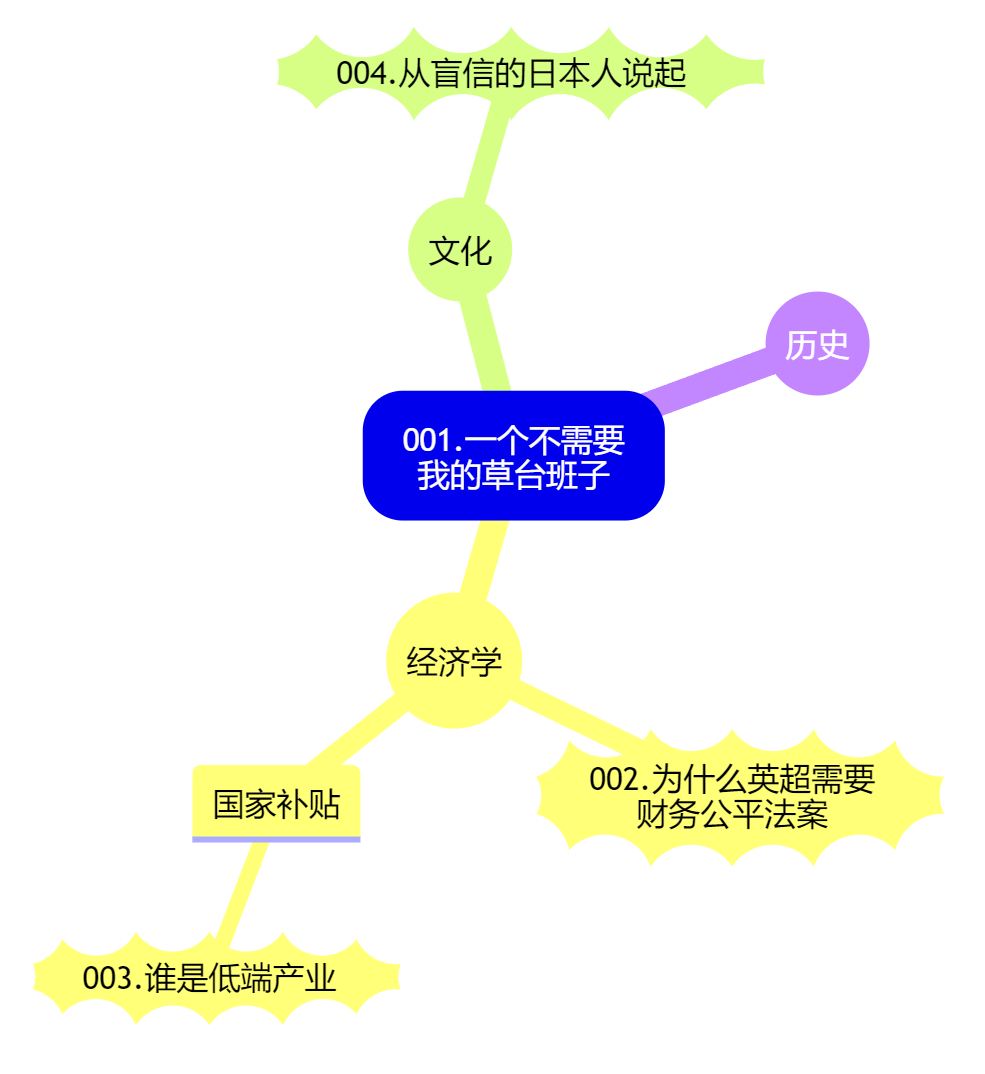 004.从盲信的日本人说起
文化
历史
001.一个不需要
我的草台班子
经济学
国家补贴
002.为什么英超需要
财务公平法案
003.谁是低端产业